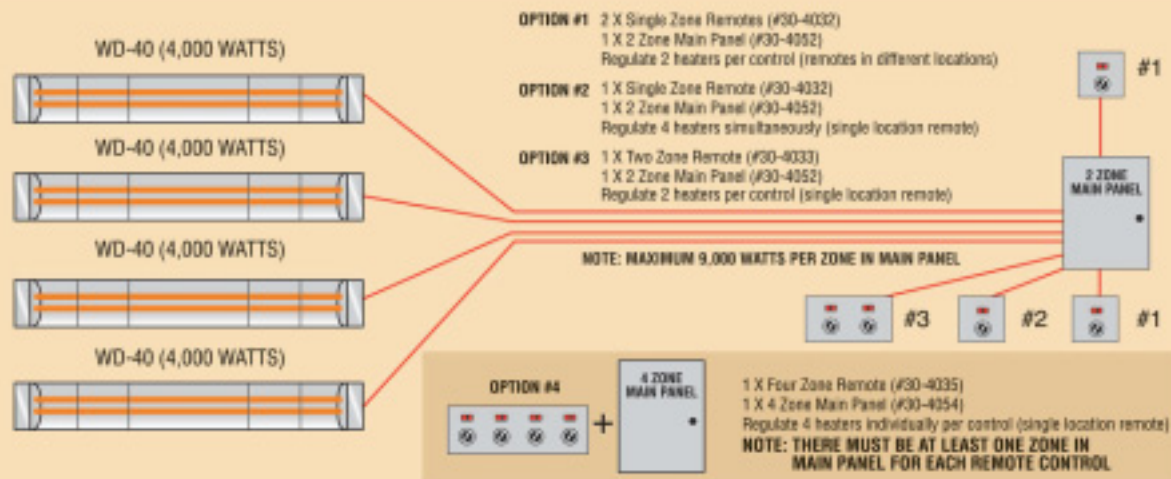 WD-40 (4,000 WATTS)
WD-40 (4,000 WATTS)
WD-40 (4,000 WATTS)
WD-40 (4,000 WATTS)
OPTION #1 2 X Single Zone Remotes (#30-4032)
1 X 2 Zone Main Panel (#30-4052)
Regulate 2 heaters per control (remotes in different locations)
OPTION #2 1 X Single Zone Remote (#30-4032)
1 X 2 Zone Main Panel (#30-4052)
Regulate 4 heaters simultaneously (single location remote)
OPTION #3 1 X Two Zone Remote (#30-4033)
1 X 2 Zone Main Panel (#30-4052)
Regulate 2 heaters per control (single location remote)
#1
2 ZONE
MAIN PANEL
NOTE: MAXIMUM 9,000 WATTS PER ZONE IN MAIN PANEL
#3
#2
#1
OPTION #4
+
4 ZONE
MAIN PANEL
1 X Four Zone Remote (#30-4035)
1 X 4 Zone Main Panel (#30-4054)
Regulate 4 heaters individually per control (single location remote)
NOTE: THERE MUST BE AT LEAST ONE ZONE IN
MAIN PANEL FOR EACH REMOTE CONTROL